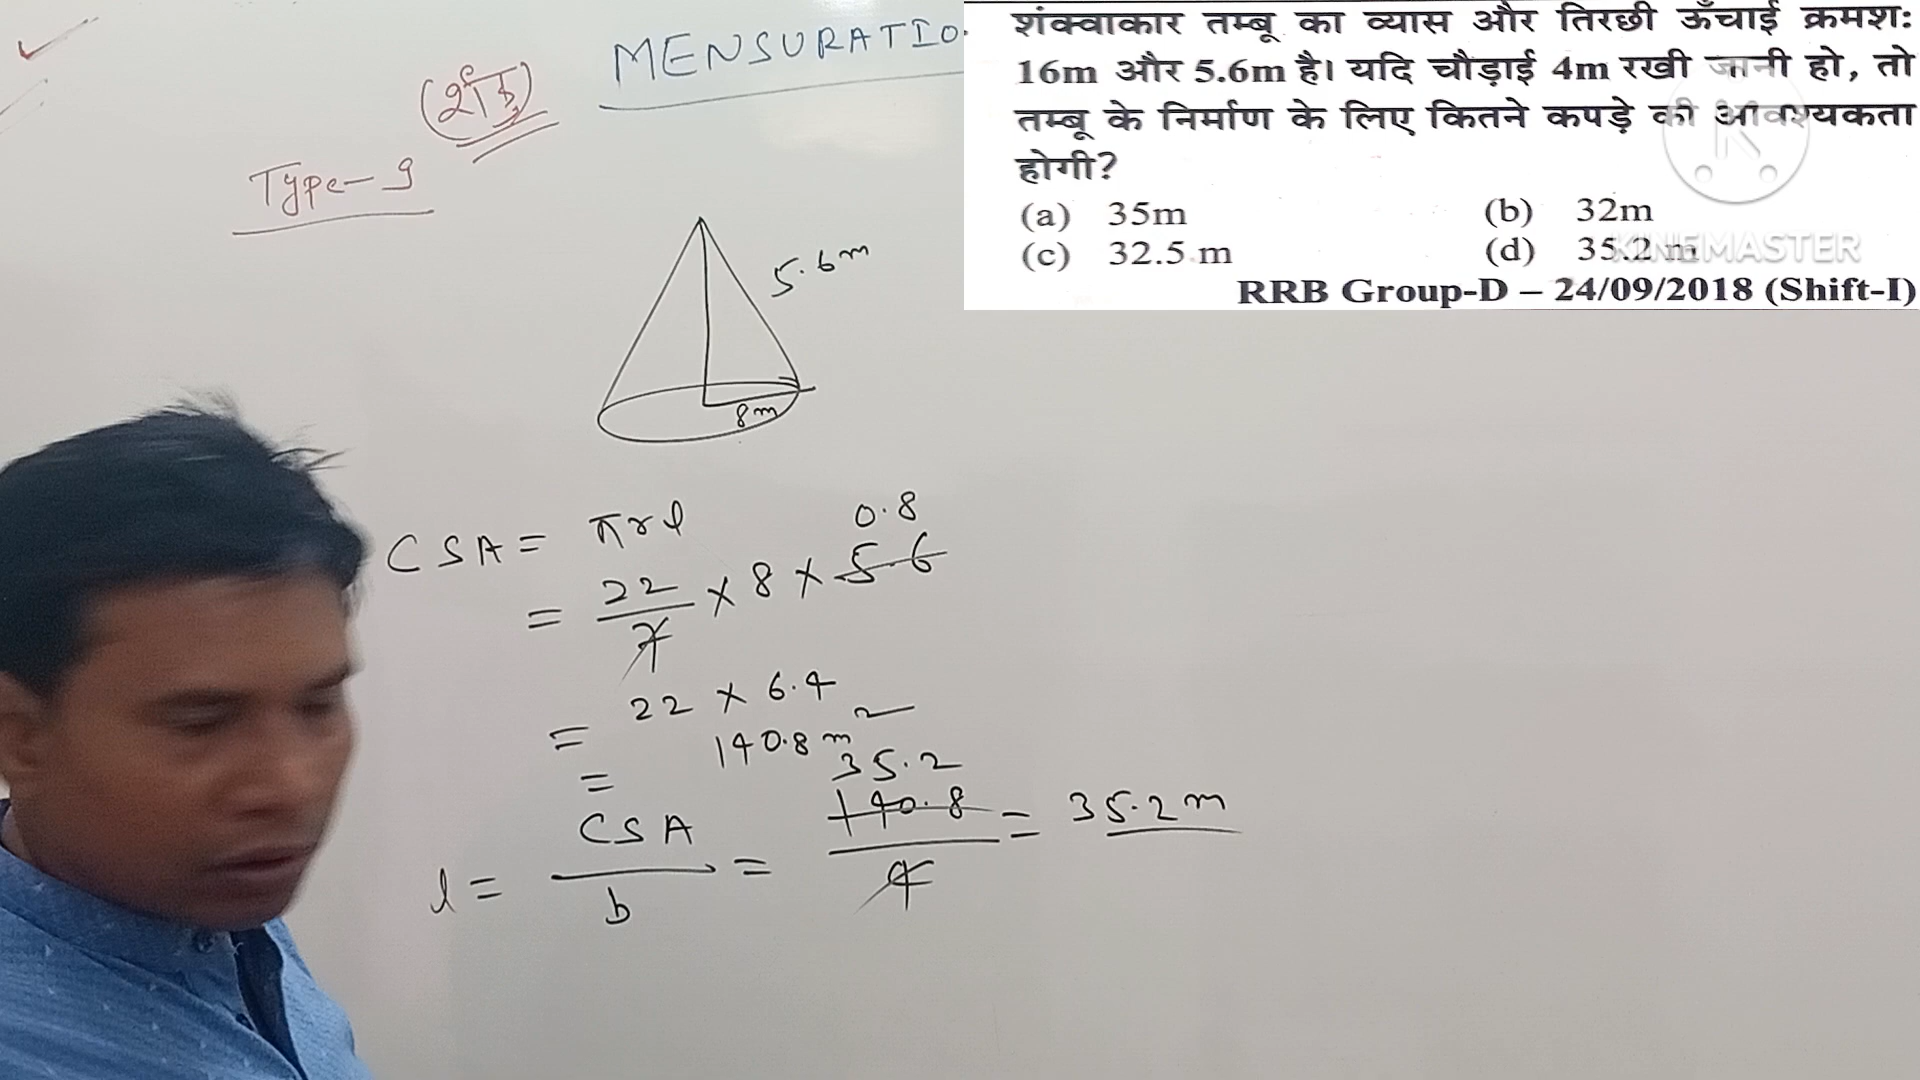 MENSURATIO
(शंकु)
Type-9
शंक्वाकार तम्बू का व्यास और तिरछी ऊँचाई क्रमश:
16m और 5.6m है। यदि चौड़ाई 4m रखी जानी हो, तो
तम्बू के निर्माण के लिए कितने कपड़े की आवश्यकता
होगी?
(a) 35m (b) 32m
(c) 32.5 m (d) 35.2 m
RRB Group-D – 24/09/2018 (Shift-I)
KINEMASTER
5.6m
8m
CSA = πrl
0.8
= 22/7 × 8 × 5.6
= 22 × 6.4
= 140.8 m²
35.2
l = CSA/b = 140.8/4 = 35.2 m